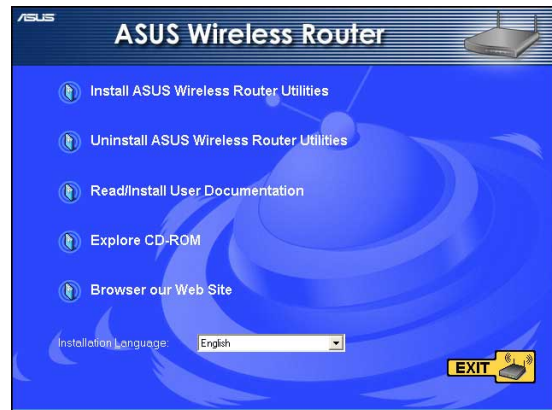 ASUS
ASUS Wireless Router
Install ASUS Wireless Router Utilities
Uninstall ASUS Wireless Router Utilities
Read/Install User Documentation
Explore CD-ROM
Browser our Web Site
Installation Language: English
EXIT